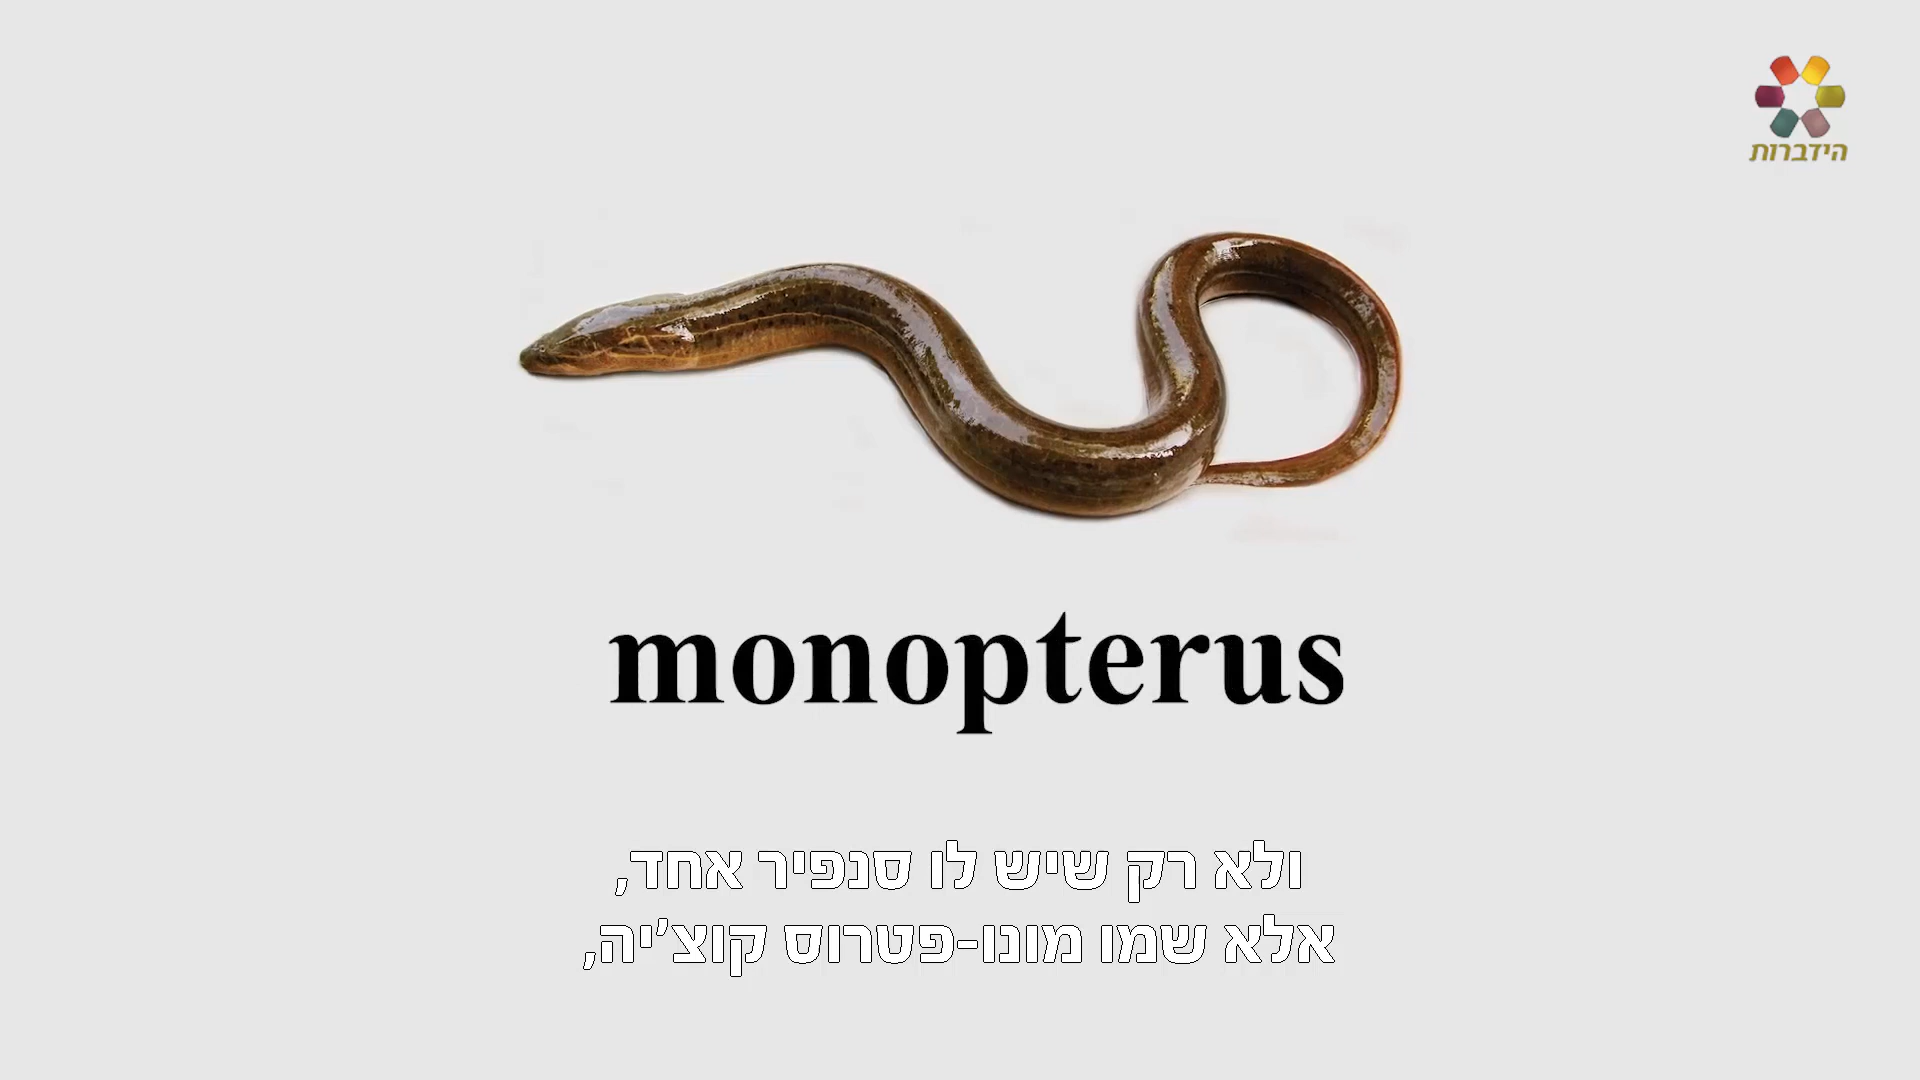 הידברות
monopterus
ולא רק שיש לו סנפיר אחד,
אלא שמו מונו-פטרוס קוצ'יה,